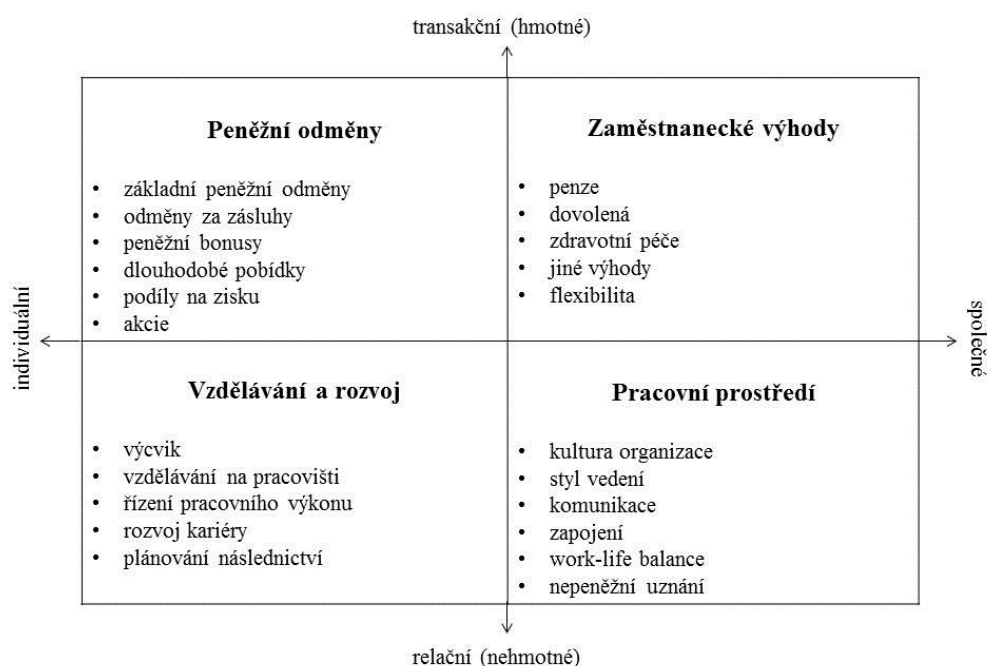 transakční (hmotné)
Peněžní odměny
• základní peněžní odměny
• odměny za zásluhy
• peněžní bonusy
• dlouhodobé pobídky
• podíly na zisku
• akcie
Zaměstnanecké výhody
• penze
• dovolená
• zdravotní péče
• jiné výhody
• flexibilita
individuální
společné
Vzdělávání a rozvoj
• výcvik
• vzdělávání na pracovišti
• řízení pracovního výkonu
• rozvoj kariéry
• plánování následnictví
Pracovní prostředí
• kultura organizace
• styl vedení
• komunikace
• zapojení
• work-life balance
• nepeněžní uznání
relační (nehmotné)